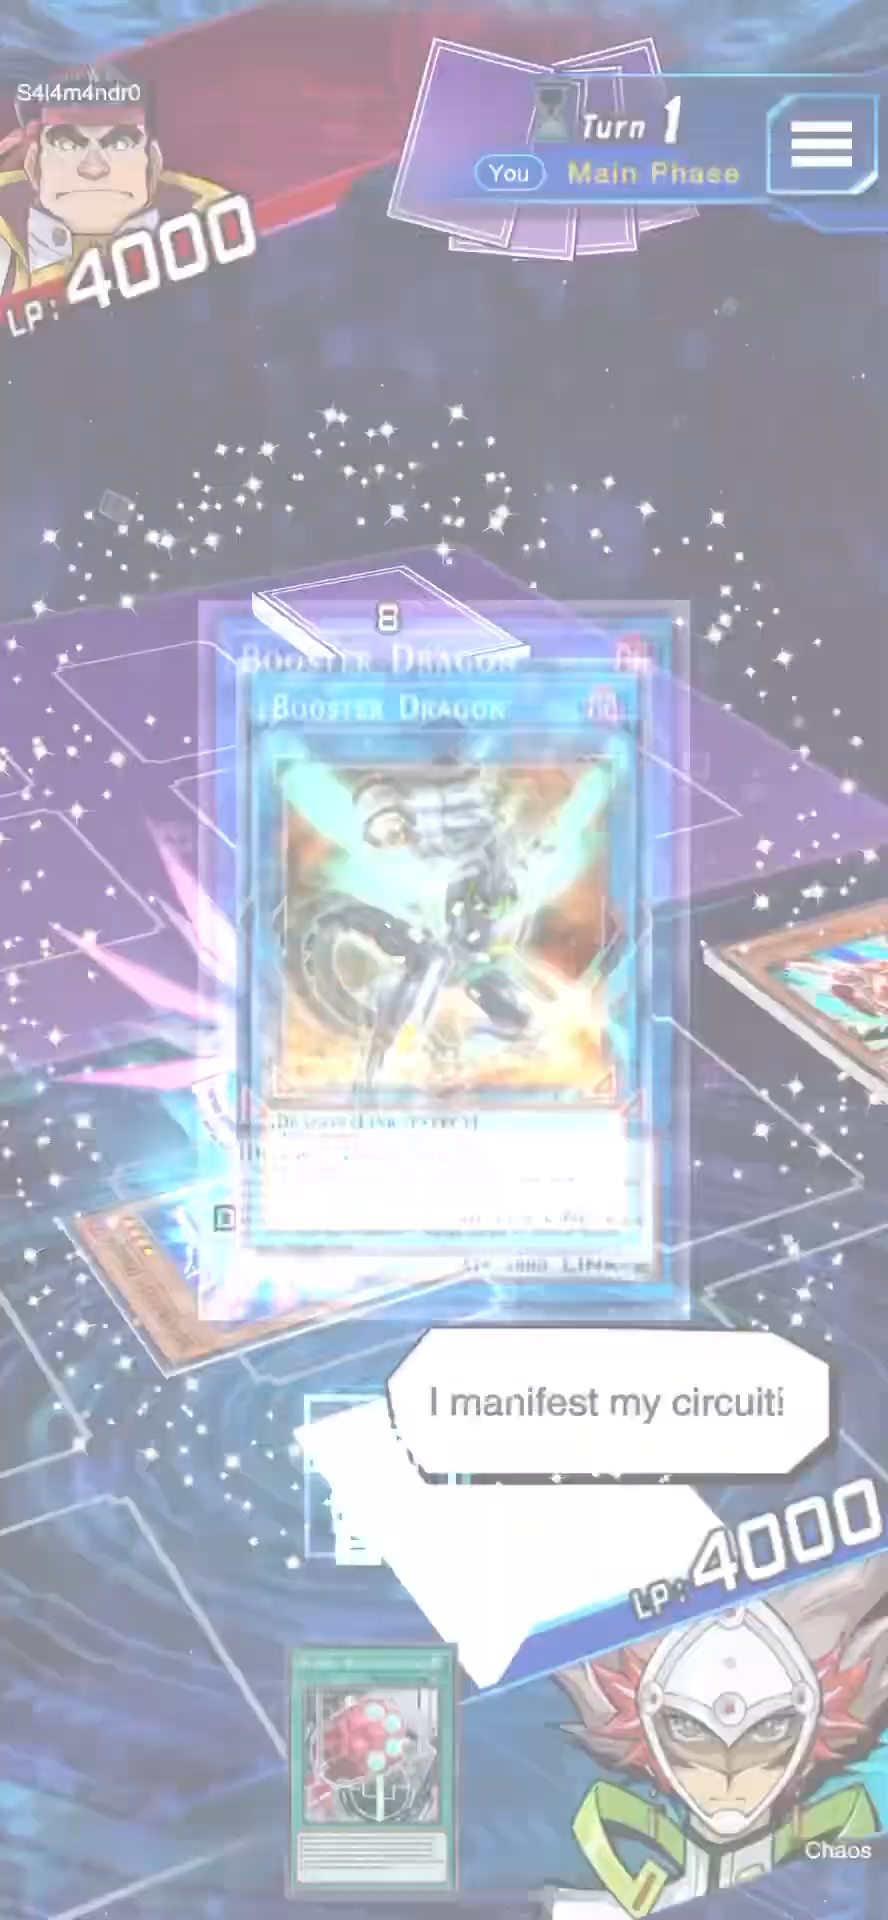 S4l4m4ndr0
Turn 1
You Main Phase
LP: 4000
8
BOOSTER DRAGON
BOOSTER DRAGON
I manifest my circuit!
LP: 4000
Chaos